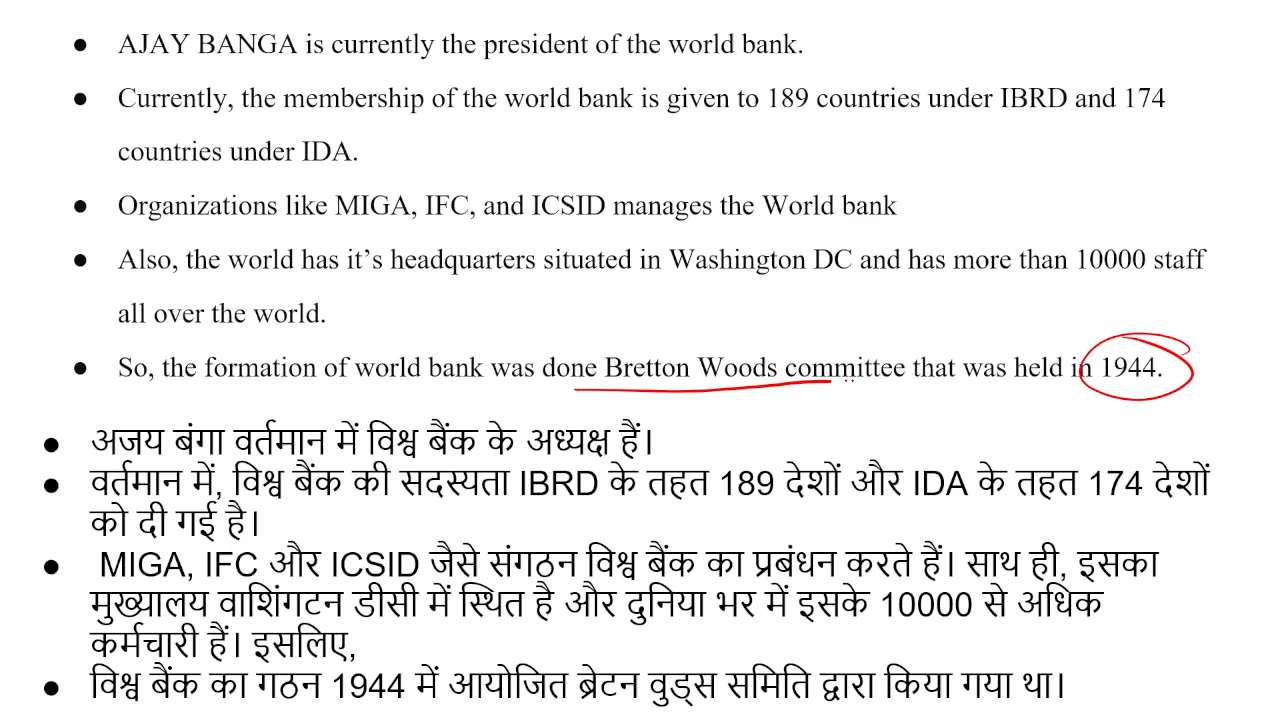 ● AJAY BANGA is currently the president of the world bank.
● Currently, the membership of the world bank is given to 189 countries under IBRD and 174
countries under IDA.
● Organizations like MIGA, IFC, and ICSID manages the World bank
● Also, the world has it’s headquarters situated in Washington DC and has more than 10000 staff
all over the world.
● So, the formation of world bank was done Bretton Woods committee that was held in 1944.
● अजय बंगा वर्तमान में विश्व बैंक के अध्यक्ष हैं।
● वर्तमान में, विश्व बैंक की सदस्यता IBRD के तहत 189 देशों और IDA के तहत 174 देशों
को दी गई है।
● MIGA, IFC और ICSID जैसे संगठन विश्व बैंक का प्रबंधन करते हैं। साथ ही, इसका
मुख्यालय वाशिंगटन डीसी में स्थित है और दुनिया भर में इसके 10000 से अधिक
कर्मचारी हैं। इसलिए,
● विश्व बैंक का गठन 1944 में आयोजित ब्रेटन वुड्स समिति द्वारा किया गया था।